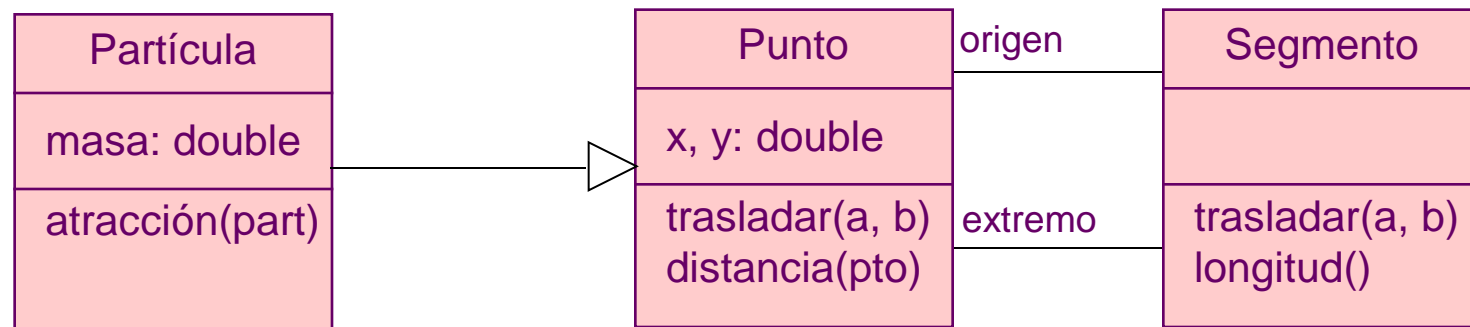 Partícula
masa: double
atracción(part)
Punto
x, y: double
trasladar(a, b)
distancia(pto)
origen
extremo
Segmento
trasladar(a, b)
longitud()